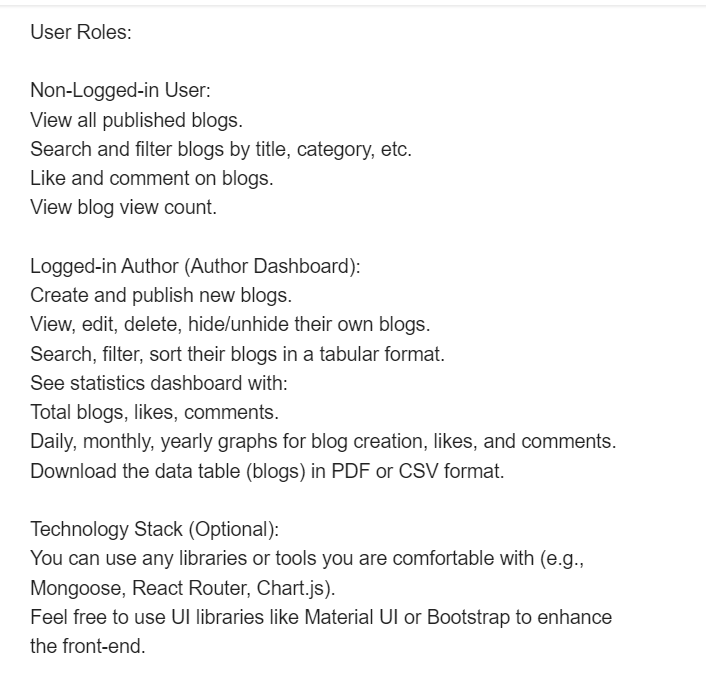 User Roles:
Non-Logged-in User:
View all published blogs.
Search and filter blogs by title, category, etc.
Like and comment on blogs.
View blog view count.
Logged-in Author (Author Dashboard):
Create and publish new blogs.
View, edit, delete, hide/unhide their own blogs.
Search, filter, sort their blogs in a tabular format.
See statistics dashboard with:
Total blogs, likes, comments.
Daily, monthly, yearly graphs for blog creation, likes, and comments.
Download the data table (blogs) in PDF or CSV format.
Technology Stack (Optional):
You can use any libraries or tools you are comfortable with (e.g.,
Mongoose, React Router, Chart.js).
Feel free to use UI libraries like Material UI or Bootstrap to enhance
the front-end.